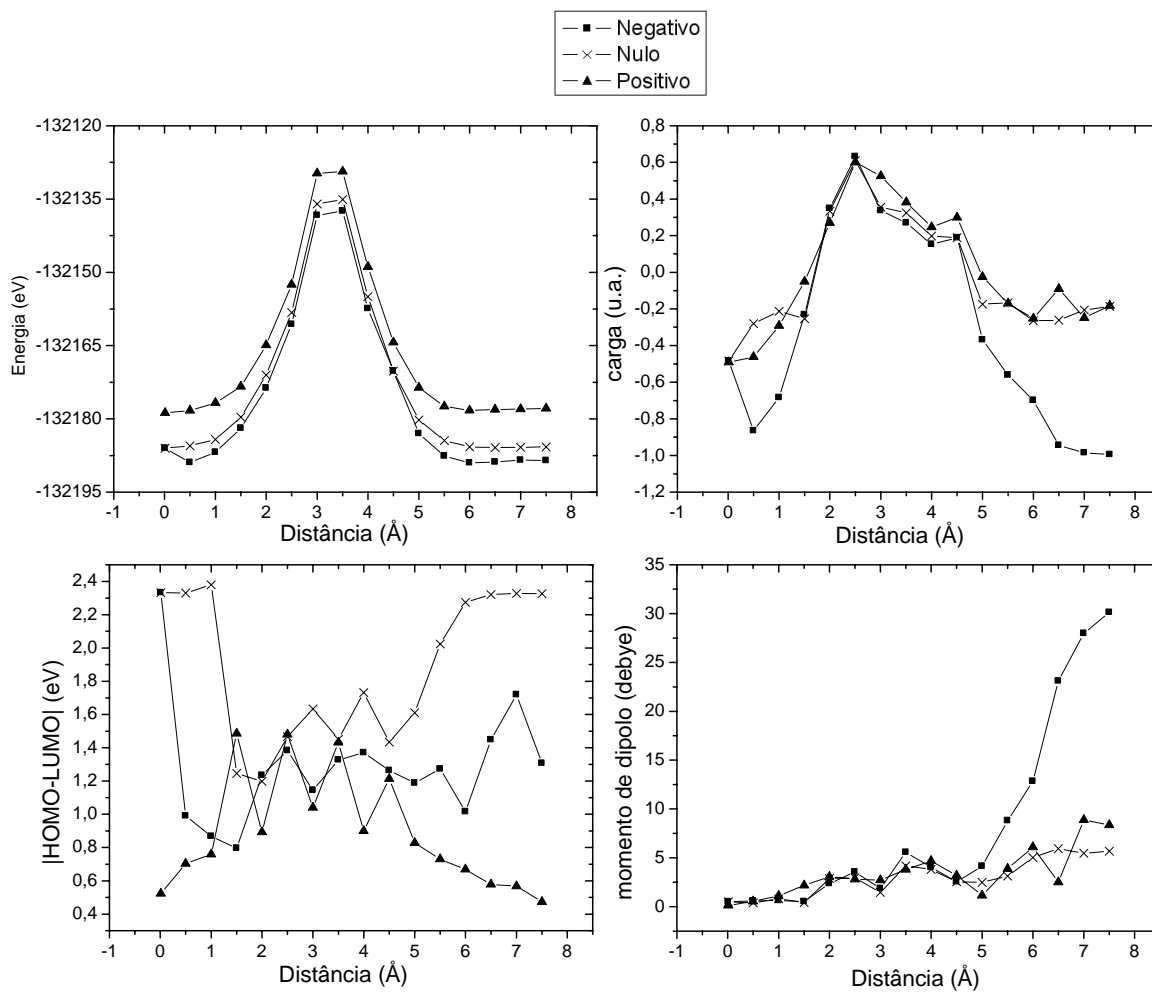 Negativo
Nulo
Positivo
-132120
-132135
-132150
-132165
-132180
-132195
Energia (eV)
-1 0 1 2 3 4 5 6 7 8
Distância (Å)
0,8
0,6
0,4
0,2
0,0
-0,2
-0,4
-0,6
-0,8
-1,0
-1,2
carga (u.a.)
-1 0 1 2 3 4 5 6 7 8
Distância (Å)
2,4
2,2
2,0
1,8
1,6
1,4
1,2
1,0
0,8
0,6
0,4
|HOMO-LUMO| (eV)
-1 0 1 2 3 4 5 6 7 8
Distância (Å)
35
30
25
20
15
10
5
0
momento de dipolo (debye)
-1 0 1 2 3 4 5 6 7 8
Distância (Å)